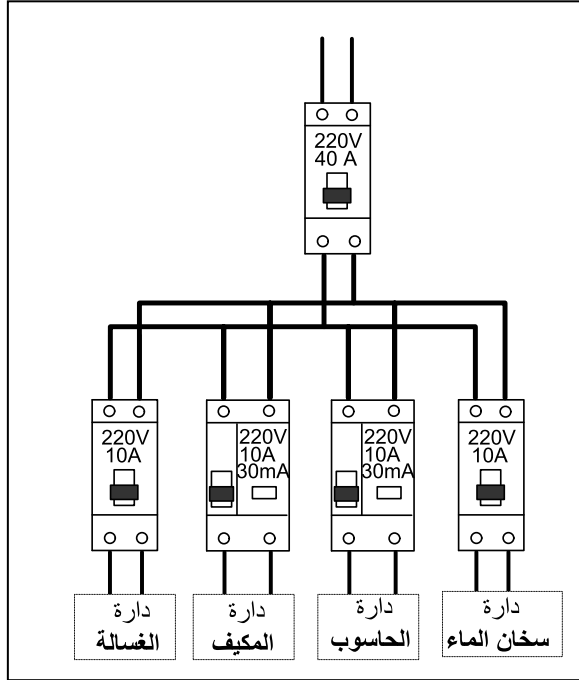 220V
40 A
220V
10A
220V
10A
30mA
220V
10A
30mA
220V
10A
دارة
الغسالة
دارة
المكيف
دارة
الحاسوب
دارة
سخان الماء